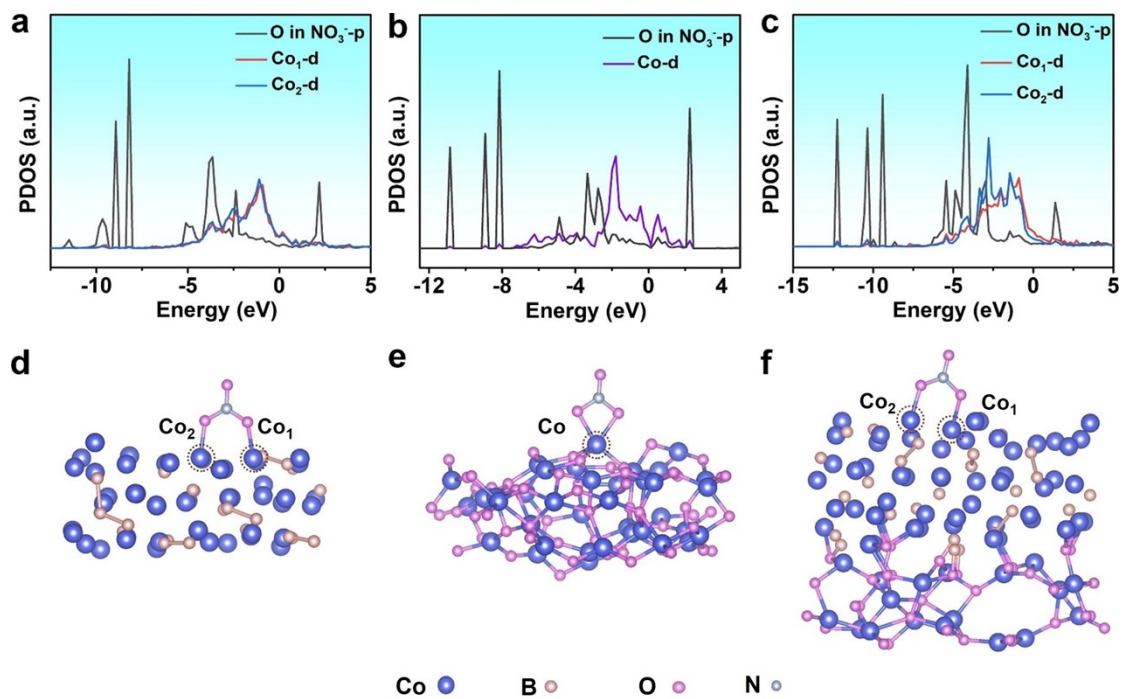 a
O in NO₃⁻-p
Co₁-d
Co₂-d
PDOS (a.u.)
-10 -5 0 5
Energy (eV)
b
O in NO₃⁻-p
Co-d
PDOS (a.u.)
-12 -8 -4 0 4
Energy (eV)
c
O in NO₃⁻-p
Co₁-d
Co₂-d
PDOS (a.u.)
-15 -10 -5 0 5
Energy (eV)
d
Co₂ Co₁
e
Co
f
Co₂ Co₁
Co B O N